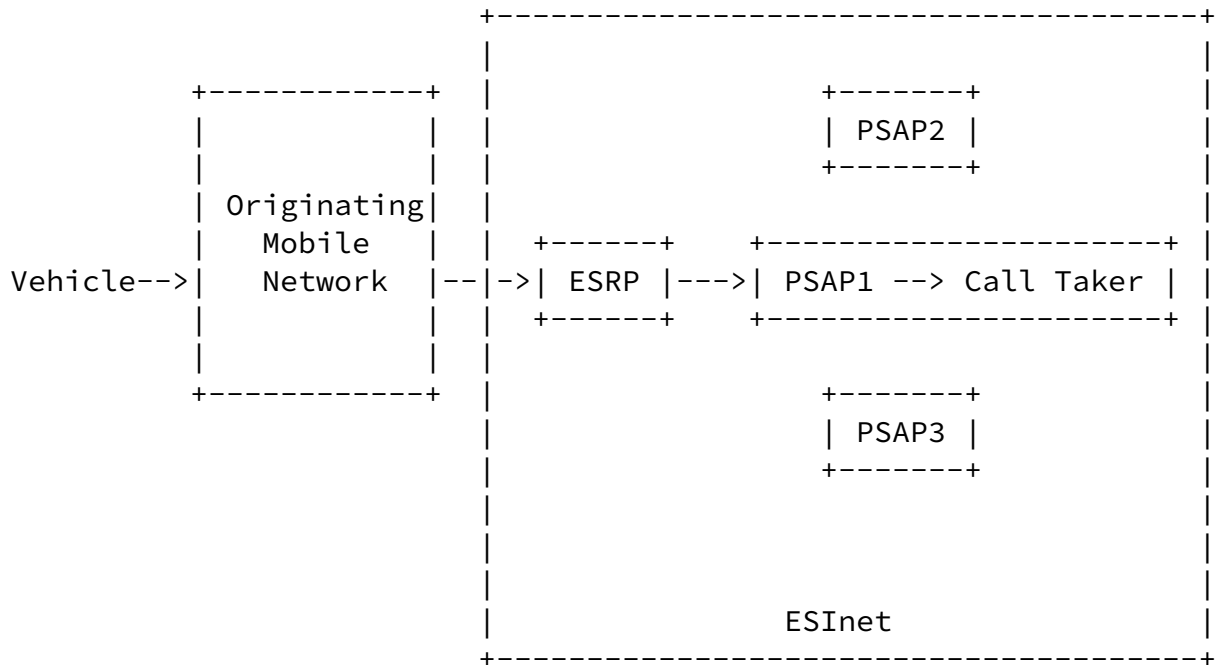 PSAP2
Originating
Mobile
Vehicle--> Network -- -> ESRP ---> PSAP1 --> Call Taker
PSAP3
ESInet